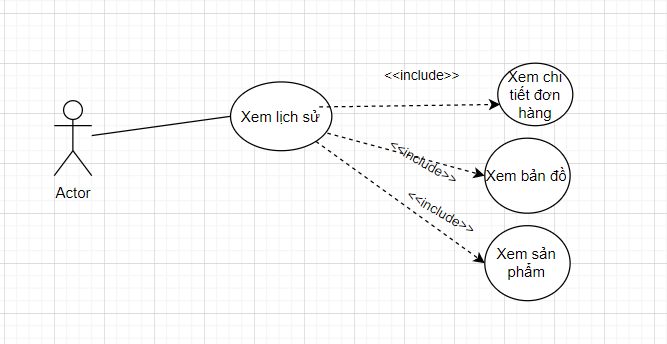 <<include>>
Xem chi
tiết đơn
hàng
Xem lịch sử
<<include>>
Xem bản đồ
Actor
<<include>>
Xem sản
phẩm